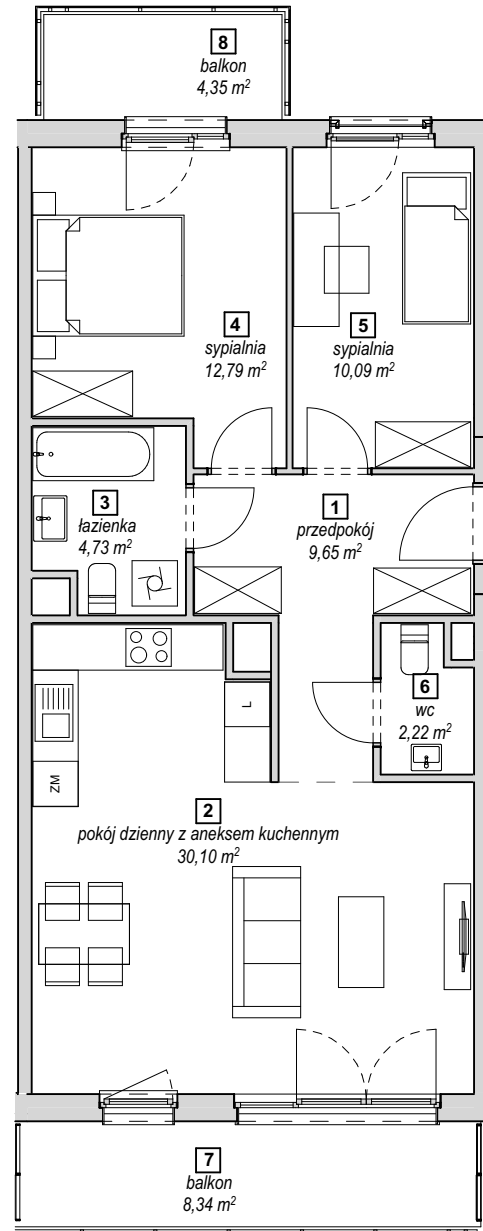 8
balkon
4,35 m²
4
sypialnia
12,79 m²
5
sypialnia
10,09 m²
3
łazienka
4,73 m²
1
przedpokój
9,65 m²
6
wc
2,22 m²
L
ZM
2
pokój dzienny z aneksem kuchennym
30,10 m²
7
balkon
8,34 m²